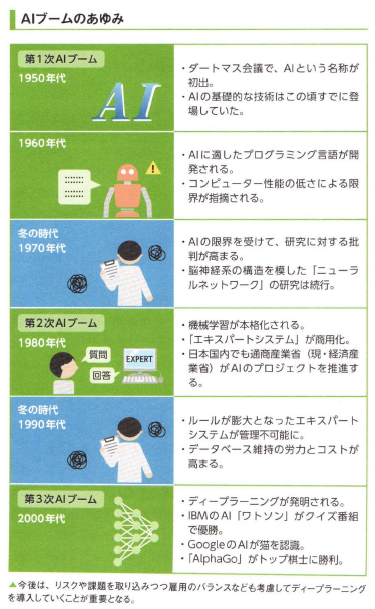 AIブームのあゆみ
第1次AIブーム
1950年代
AI
・ダートマス会議で、AIという名称が
初出。
・AIの基礎的な技術はこの頃すでに登
場していた。
1960年代
・AIに適したプログラミング言語が開
発される。
・コンピューター性能の低さによる限
界が指摘される。
冬の時代
1970年代
・AIの限界を受けて、研究に対する批
判が高まる。
・脳神経系の構造を模した「ニューラ
ルネットワーク」の研究は続行。
第2次AIブーム
1980年代
質問
回答
EXPERT
・機械学習が本格化される。
・「エキスパートシステム」が商用化。
・日本国内でも通商産業省（現・経済産
業省）がAIのプロジェクトを推進す
る。
冬の時代
1990年代
・ルールが膨大となったエキスパート
システムが管理不可能に。
・データベース維持の労力とコストが
高まる。
第3次AIブーム
2000年代
・ディープラーニングが発明される。
・IBMのAI「ワトソン」がクイズ番組
で優勝。
・GoogleのAIが猫を認識。
・「AlphaGo」がトップ棋士に勝利。
▲今後は、リスクや課題を取り込みつつ雇用のバランスなども考慮してディープラーニング
を導入していくことが重要となる。